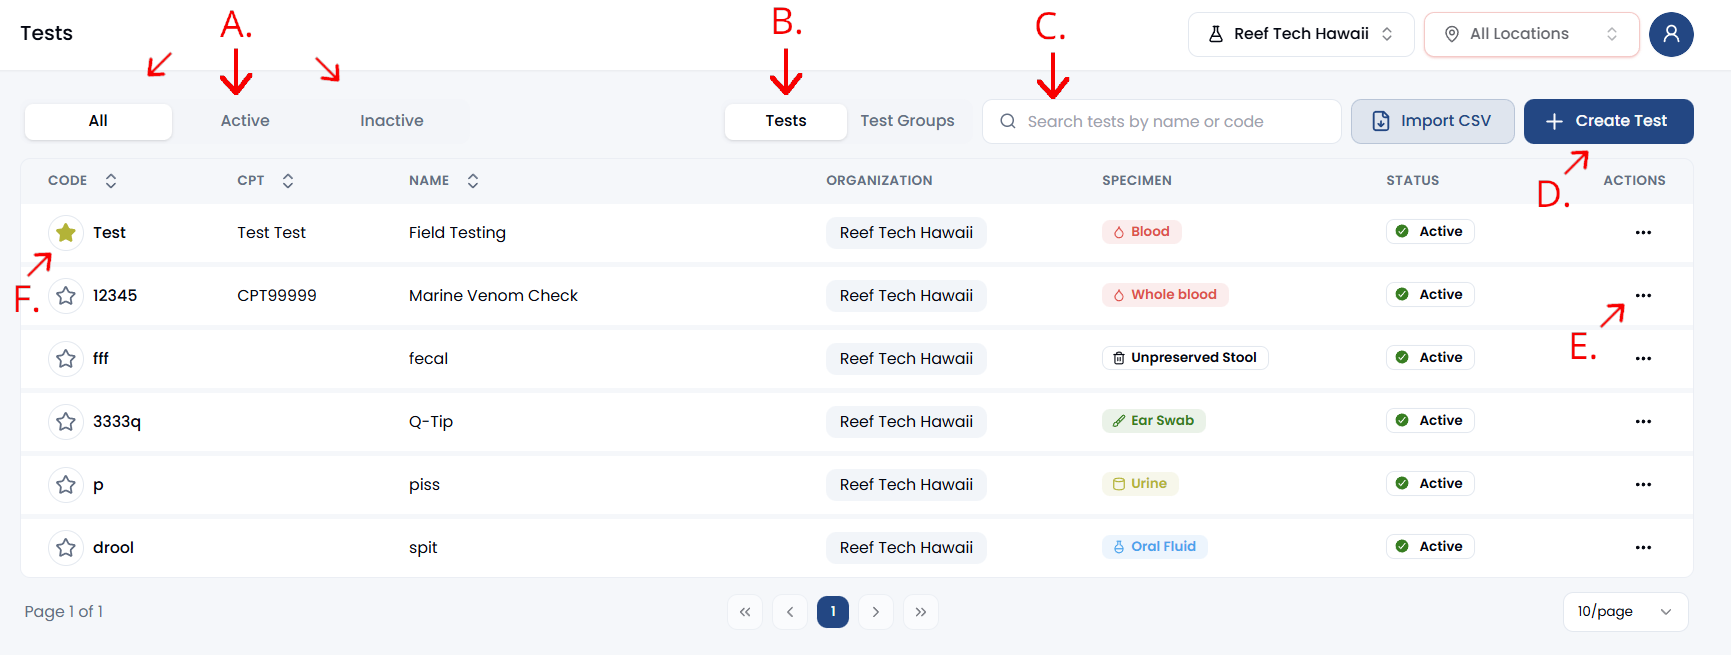 Tests
A.
B.
C.
Reef Tech Hawaii
All Locations
All
Active
Inactive
Tests
Test Groups
Search tests by name or code
Import CSV
Create Test
CODE CPT NAME ORGANIZATION SPECIMEN STATUS ACTIONS
D.
Test Test Test Field Testing Reef Tech Hawaii Blood Active
F.
12345 CPT99999 Marine Venom Check Reef Tech Hawaii Whole blood Active
E.
fff fecal Reef Tech Hawaii Unpreserved Stool Active
3333q Q-Tip Reef Tech Hawaii Ear Swab Active
p piss Reef Tech Hawaii Urine Active
drool spit Reef Tech Hawaii Oral Fluid Active
Page 1 of 1
1
10/page